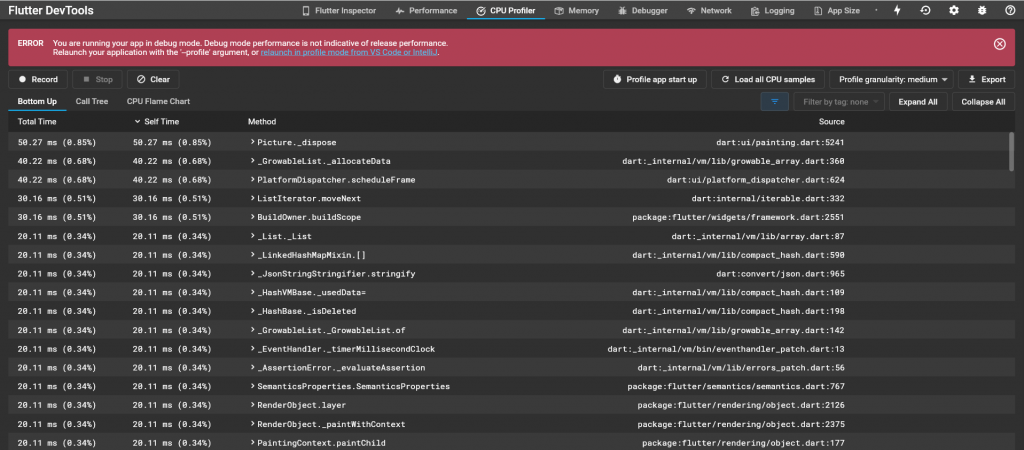 Flutter DevTools Flutter Inspector Performance CPU Profiler Memory Debugger Network Logging App Size
ERROR You are running your app in debug mode. Debug mode performance is not indicative of release performance.
Relaunch your application with the '--profile' argument, or relaunch in profile mode from VS Code or IntelliJ.
Record Stop Clear Profile app start up Load all CPU samples Profile granularity: medium Export
Bottom Up Call Tree CPU Flame Chart Filter by tag: none Expand All Collapse All
Total Time Self Time Method Source
50.27 ms (0.85%) 50.27 ms (0.85%) Picture._dispose dart:ui/painting.dart:5241
40.22 ms (0.68%) 40.22 ms (0.68%) _GrowableList._allocateData dart:_internal/vm/lib/growable_array.dart:360
40.22 ms (0.68%) 40.22 ms (0.68%) PlatformDispatcher.scheduleFrame dart:ui/platform_dispatcher.dart:624
30.16 ms (0.51%) 30.16 ms (0.51%) ListIterator.moveNext dart:internal/iterable.dart:332
30.16 ms (0.51%) 30.16 ms (0.51%) BuildOwner.buildScope package:flutter/widgets/framework.dart:2551
20.11 ms (0.34%) 20.11 ms (0.34%) _List._List dart:_internal/vm/lib/array.dart:87
20.11 ms (0.34%) 20.11 ms (0.34%) _LinkedHashMapMixin.[] dart:_internal/vm/lib/compact_hash.dart:590
20.11 ms (0.34%) 20.11 ms (0.34%) _JsonStringStringifier.stringify dart:convert/json.dart:965
20.11 ms (0.34%) 20.11 ms (0.34%) _HashVMBase._usedData= dart:_internal/vm/lib/compact_hash.dart:109
20.11 ms (0.34%) 20.11 ms (0.34%) _HashBase._isDeleted dart:_internal/vm/lib/compact_hash.dart:198
20.11 ms (0.34%) 20.11 ms (0.34%) _GrowableList._GrowableList.of dart:_internal/vm/lib/growable_array.dart:142
20.11 ms (0.34%) 20.11 ms (0.34%) _EventHandler._timerMillisecondClock dart:_internal/vm/bin/eventhandler_patch.dart:13
20.11 ms (0.34%) 20.11 ms (0.34%) _AssertionError._evaluateAssertion dart:_internal/vm/lib/errors_patch.dart:56
20.11 ms (0.34%) 20.11 ms (0.34%) SemanticsProperties.SemanticsProperties package:flutter/semantics/semantics.dart:767
20.11 ms (0.34%) 20.11 ms (0.34%) RenderObject.layer package:flutter/rendering/object.dart:2126
20.11 ms (0.34%) 20.11 ms (0.34%) RenderObject._paintWithContext package:flutter/rendering/object.dart:2375
20.11 ms (0.34%) 20.11 ms (0.34%) PaintingContext.paintChild package:flutter/rendering/object.dart:177